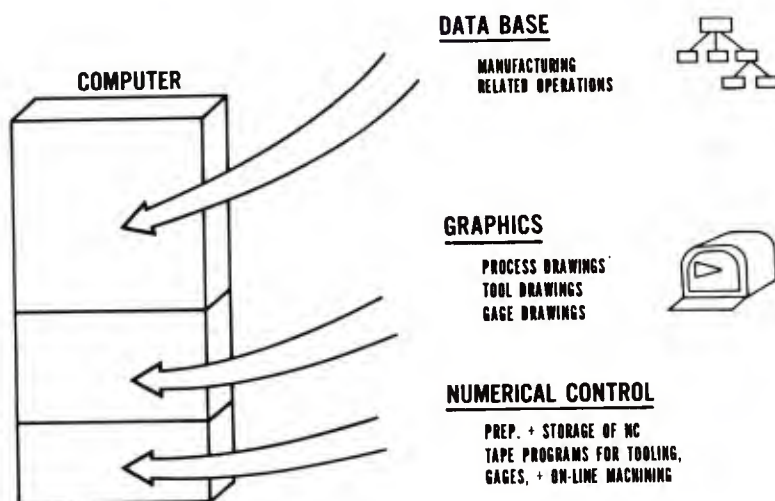 COMPUTER
DATA BASE
MANUFACTURING
RELATED OPERATIONS
GRAPHICS
PROCESS DRAWINGS
TOOL DRAWINGS
GAGE DRAWINGS
NUMERICAL CONTROL
PREP. + STORAGE OF NC
TAPE PROGRAMS FOR TOOLING,
GAGES, + ON-LINE MACHINING